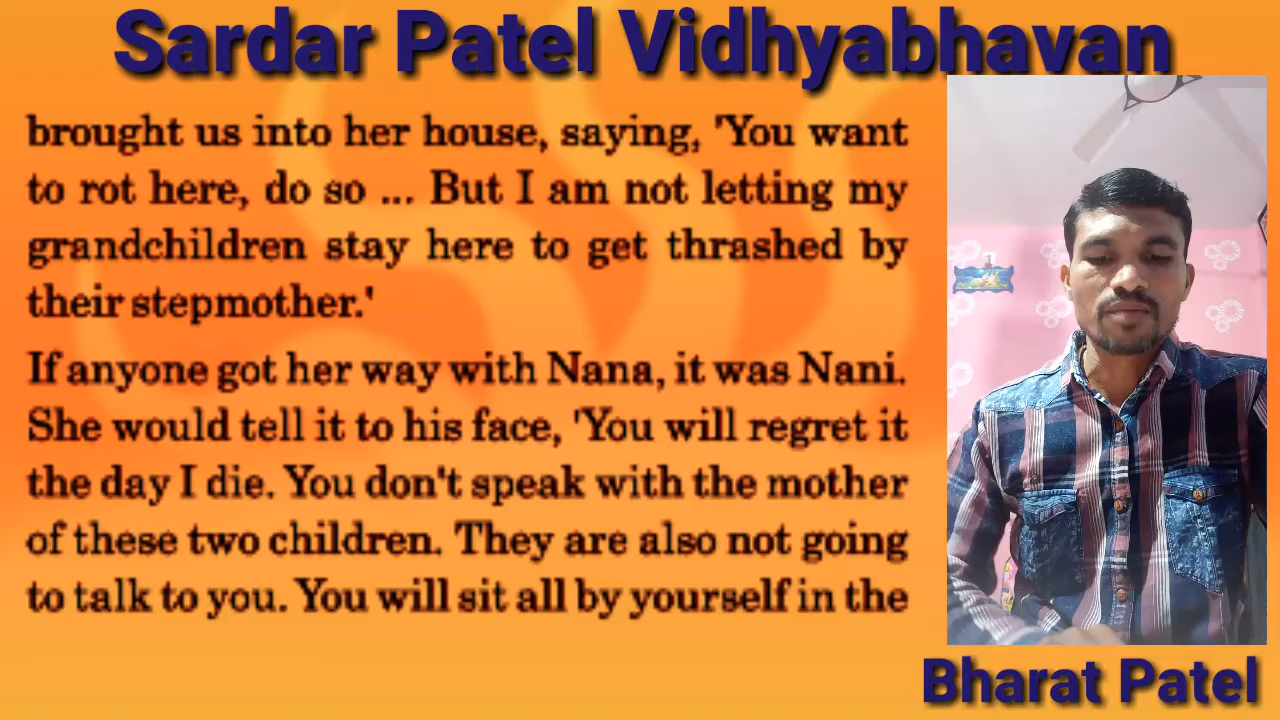 Sardar Patel Vidhyabhavan
brought us into her house, saying, 'You want
to rot here, do so ... But I am not letting my
grandchildren stay here to get thrashed by
their stepmother.'
If anyone got her way with Nana, it was Nani.
She would tell it to his face, 'You will regret it
the day I die. You don't speak with the mother
of these two children. They are also not going
to talk to you. You will sit all by yourself in the
Bharat Patel